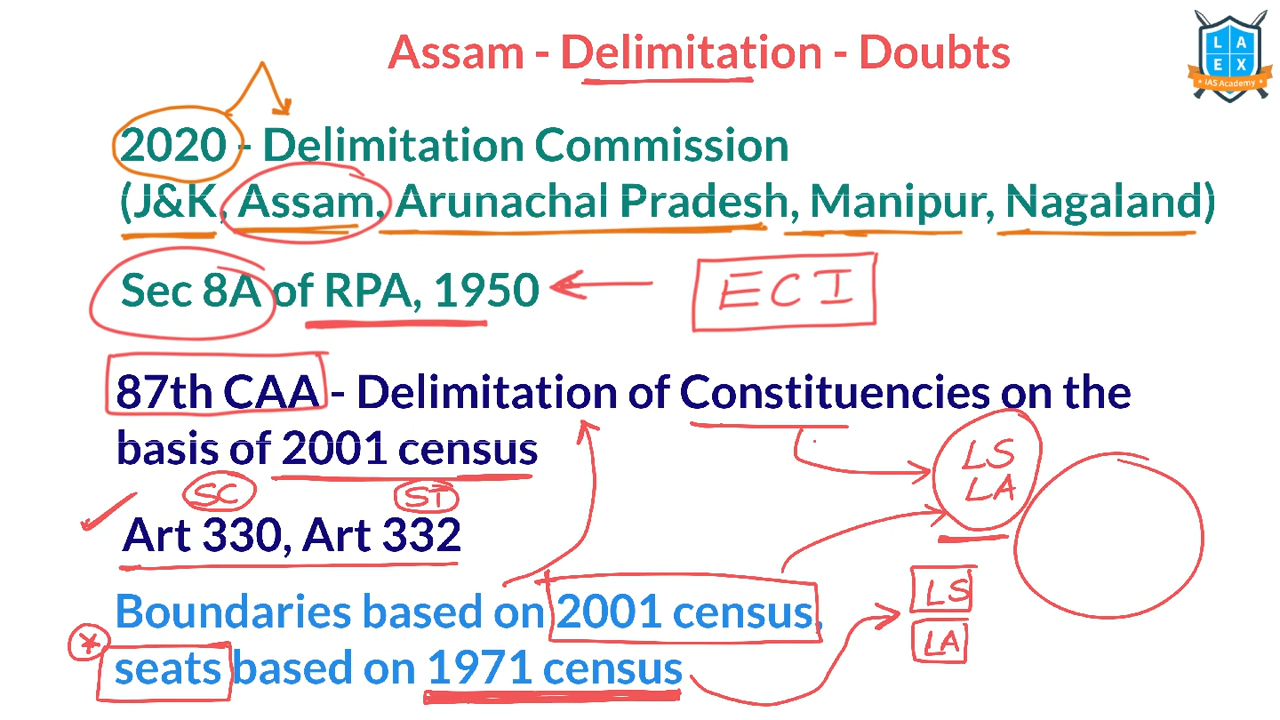 Assam - Delimitation - Doubts
L A
E X
IAS Academy
2020 - Delimitation Commission
(J&K, Assam, Arunachal Pradesh, Manipur, Nagaland)
Sec 8A of RPA, 1950
ECI
87th CAA - Delimitation of Constituencies on the
basis of 2001 census
LS
LA
SC
ST
Art 330, Art 332
Boundaries based on 2001 census,
LS
seats based on 1971 census
LA